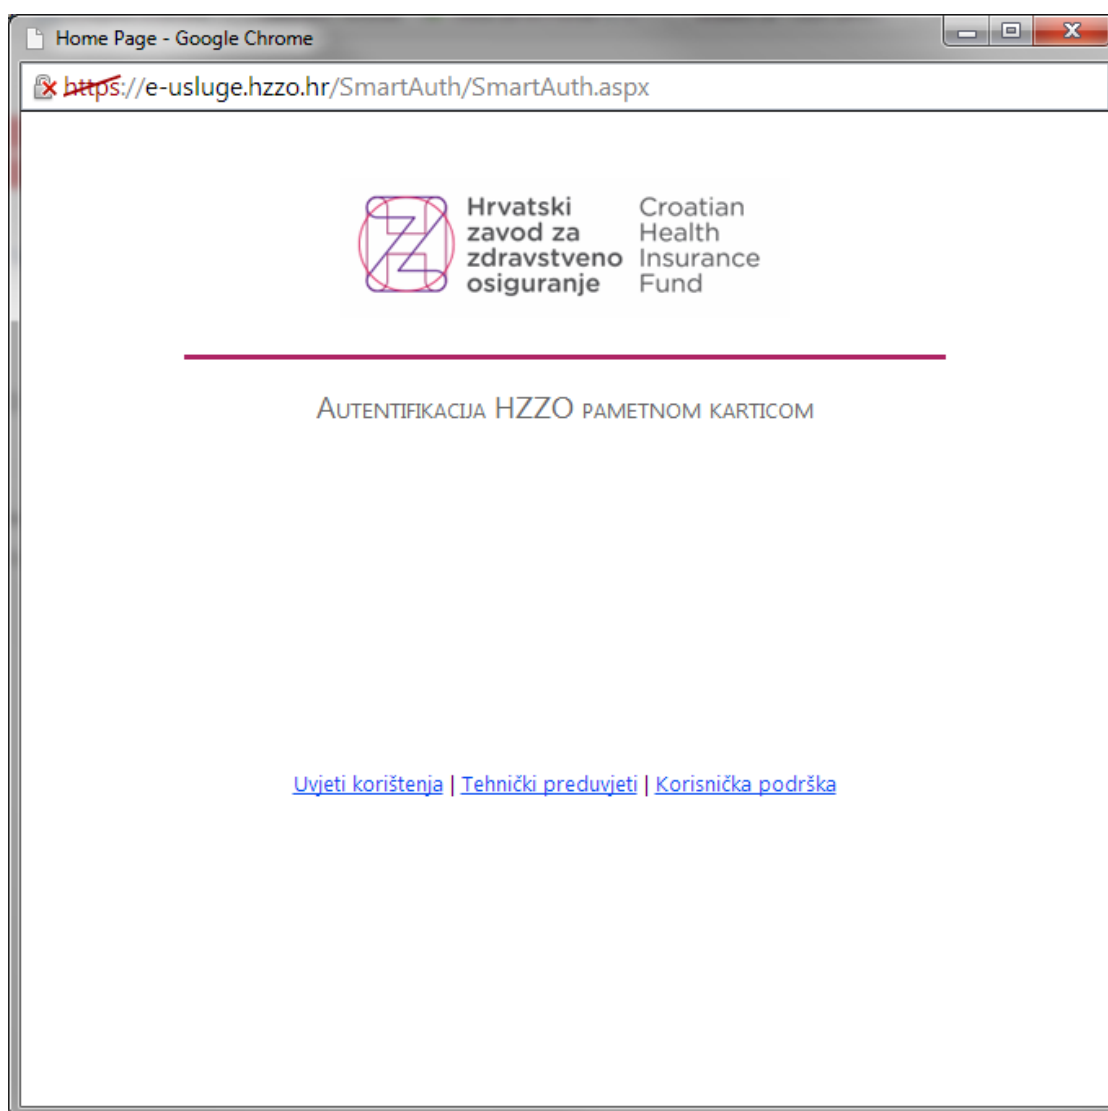 Home Page - Google Chrome
https://e-usluge.hzzo.hr/SmartAuth/SmartAuth.aspx
Hrvatski
zavod za
zdravstveno
osiguranje
Croatian
Health
Insurance
Fund
Autentifikacija HZZO pametnom karticom
Uvjeti korištenja | Tehnički preduvjeti | Korisnička podrška